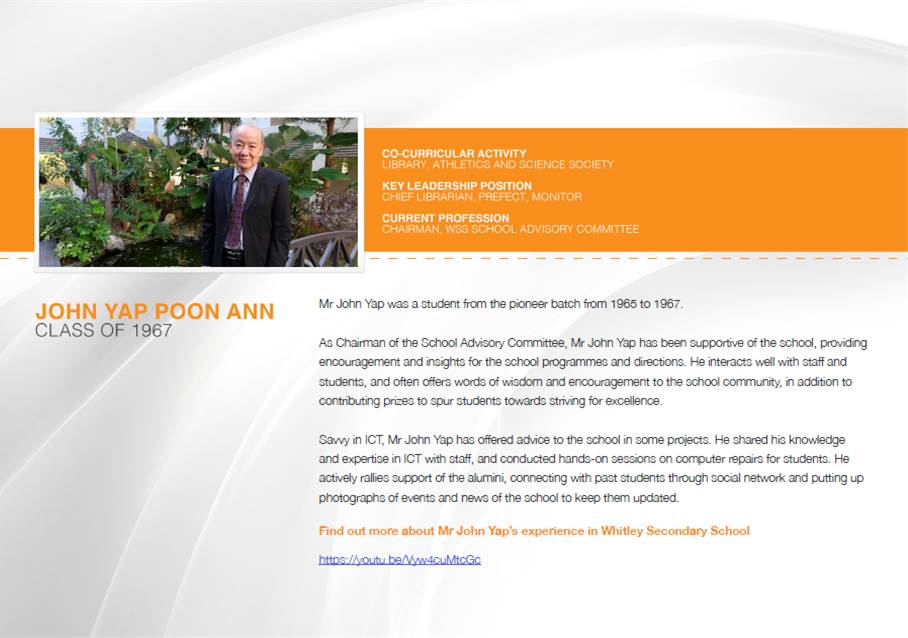 CO-CURRICULAR ACTIVITY
LIBRARY, ATHLETICS AND SCIENCE SOCIETY
KEY LEADERSHIP POSITION
CHIEF LIBRARIAN, PREFECT, MONITOR
CURRENT PROFESSION
CHAIRMAN, WSS SCHOOL ADVISORY COMMITTEE
JOHN YAP POON ANN
CLASS OF 1967
Mr John Yap was a student from the pioneer batch from 1965 to 1967.
As Chairman of the School Advisory Committee, Mr John Yap has been supportive of the school, providing
encouragement and insights for the school programmes and directions. He interacts well with staff and
students, and often offers words of wisdom and encouragement to the school community, in addition to
contributing prizes to spur students towards striving for excellence.
Savvy in ICT, Mr John Yap has offered advice to the school in some projects. He shared his knowledge
and expertise in ICT with staff, and conducted hands-on sessions on computer repairs for students. He
actively rallies support of the alumini, connecting with past students through social network and putting up
photographs of events and news of the school to keep them updated.
Find out more about Mr John Yap's experience in Whitley Secondary School
https://youtu.be/Vyw4cuMtcGc